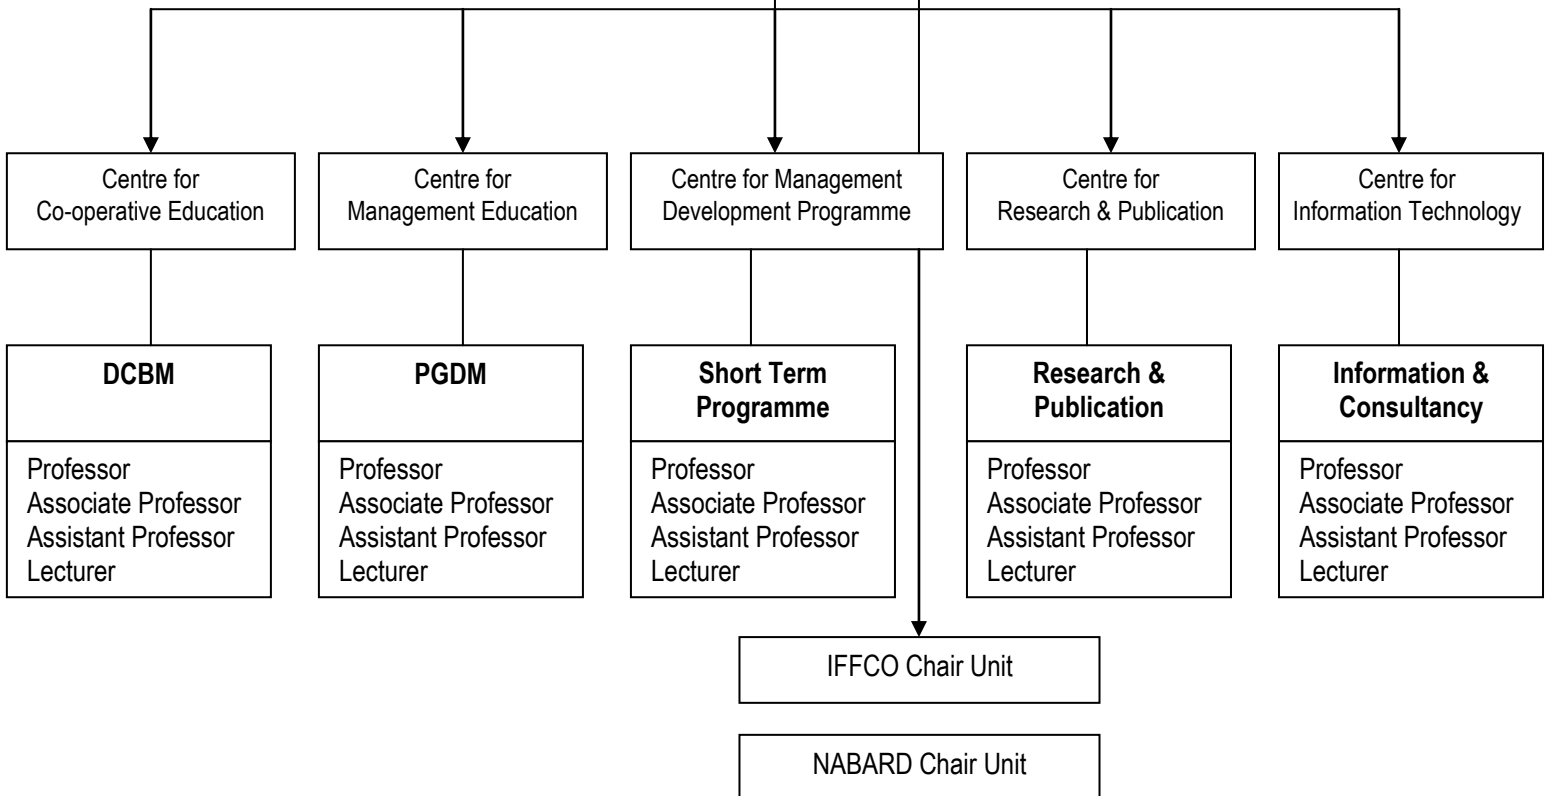 Centre for
Co-operative Education
Centre for
Management Education
Centre for Management
Development Programme
Centre for
Research & Publication
Centre for
Information Technology
DCBM
Professor
Associate Professor
Assistant Professor
Lecturer
PGDM
Professor
Associate Professor
Assistant Professor
Lecturer
Short Term
Programme
Professor
Associate Professor
Assistant Professor
Lecturer
Research &
Publication
Professor
Associate Professor
Assistant Professor
Lecturer
Information &
Consultancy
Professor
Associate Professor
Assistant Professor
Lecturer
IFFCO Chair Unit
NABARD Chair Unit